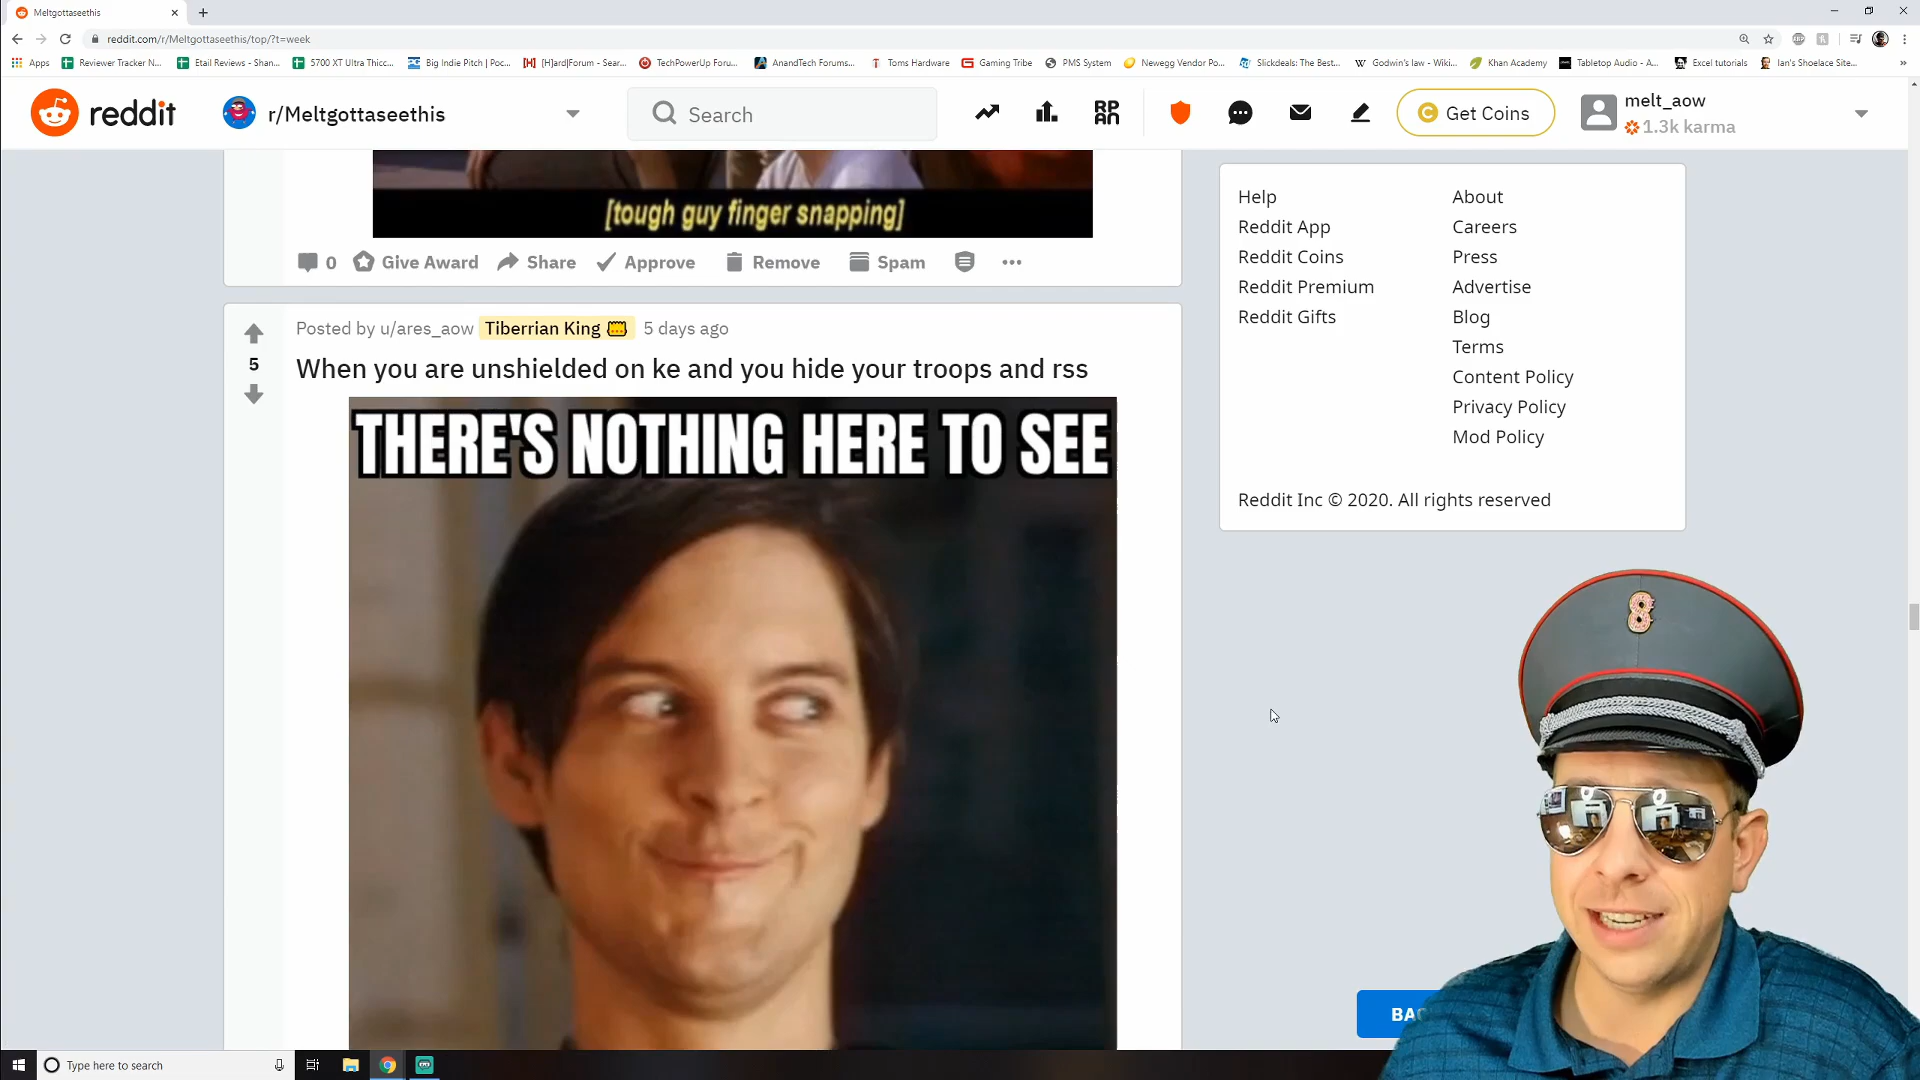 Meltgottaseethis
reddit.com/r/Meltgottaseethis/top/?t=week
Apps Reviewer Tracker N... Etail Reviews - Shan... 5700 XT Ultra Thicc... Big Indie Pitch | Poc... [H]ard|Forum - Sear... TechPowerUp Foru... AnandTech Forums... Toms Hardware Gaming Tribe PMS System Newegg Vendor Po... Slickdeals: The Best... Godwin's law - Wiki... Khan Academy Tabletop Audio - A... Excel tutorials Ian's Shoelace Site...
reddit r/Meltgottaseethis Search RPAN Get Coins melt_aow
1.3k karma
[tough guy finger snapping]
0 Give Award Share Approve Remove Spam
Posted by u/ares_aow Tiberrian King 5 days ago
5
When you are unshielded on ke and you hide your troops and rss
THERE'S NOTHING HERE TO SEE
Help About
Reddit App Careers
Reddit Coins Press
Reddit Premium Advertise
Reddit Gifts Blog
Terms
Content Policy
Privacy Policy
Mod Policy
Reddit Inc © 2020. All rights reserved
8
Type here to search